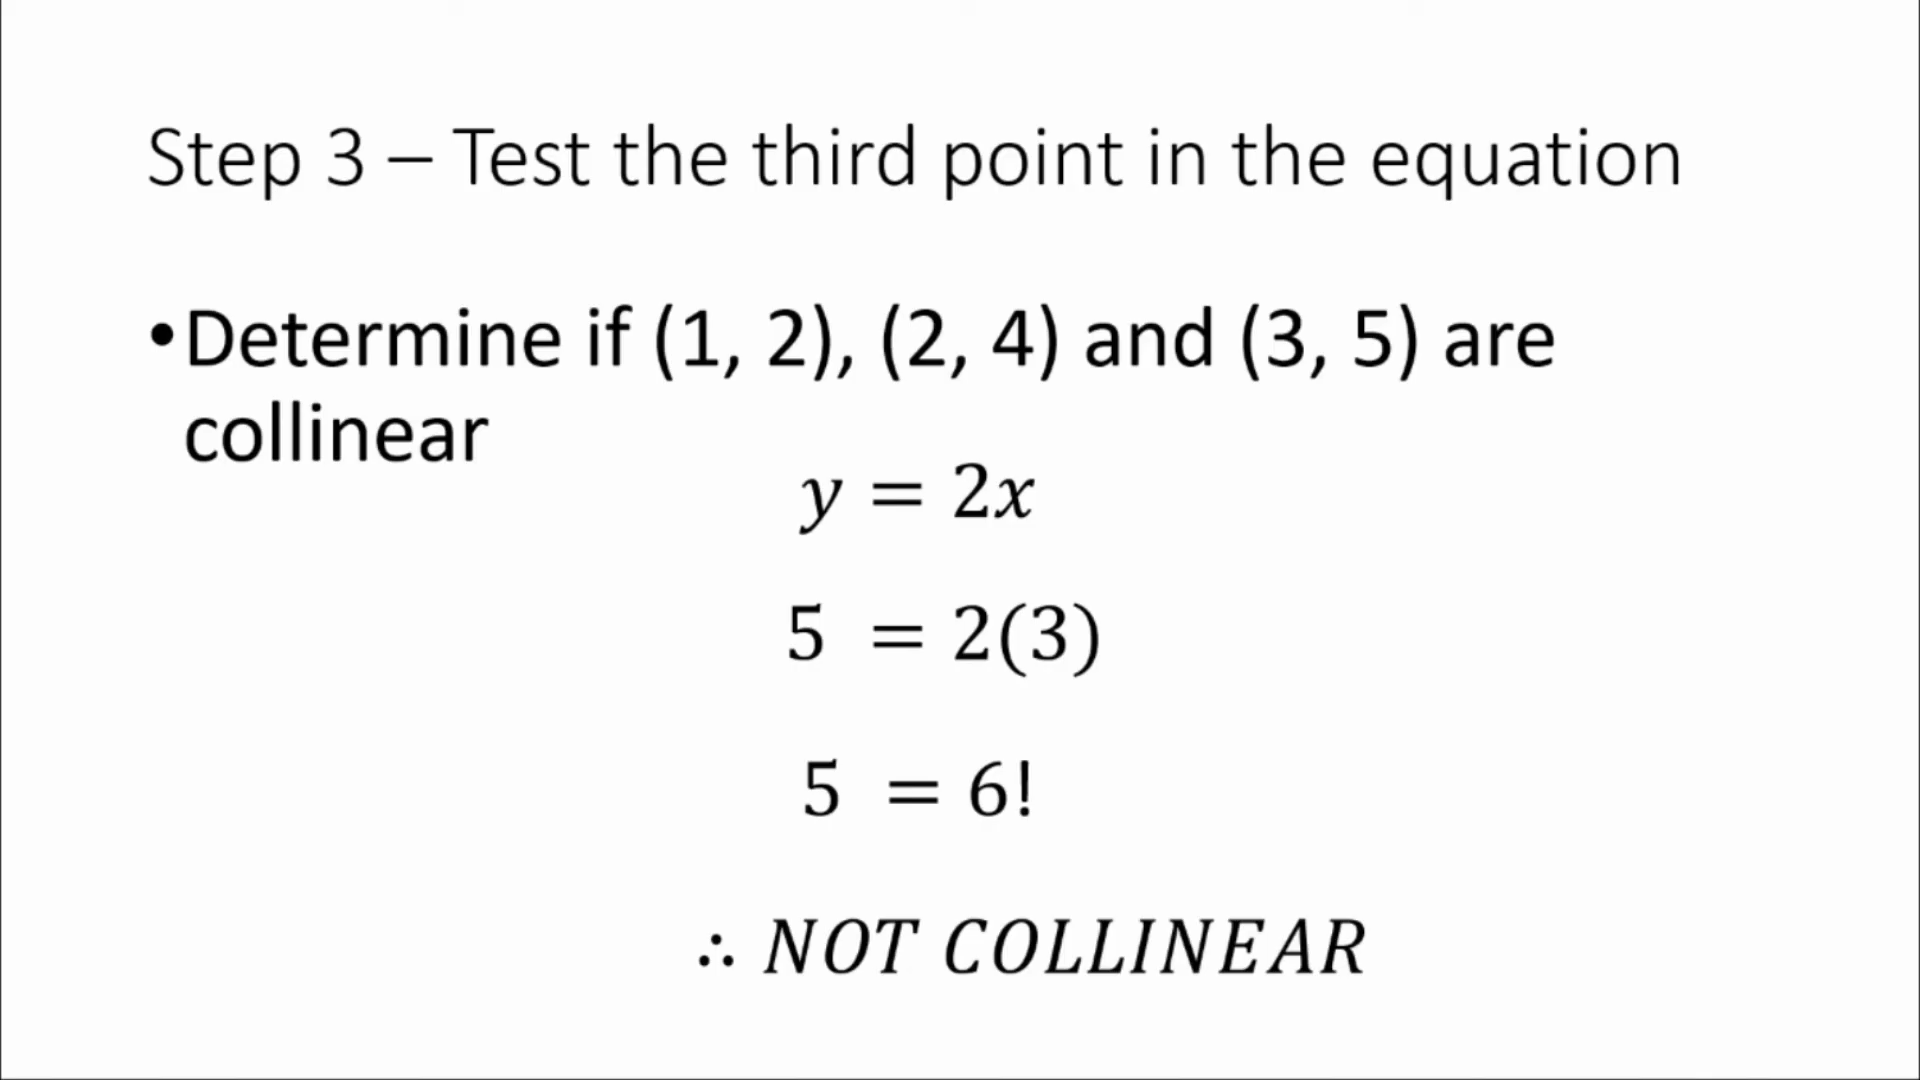 Step 3 – Test the third point in the equation
•Determine if (1, 2), (2, 4) and (3, 5) are
collinear
y = 2x
5 = 2(3)
5 = 6!
∴ NOT COLLINEAR